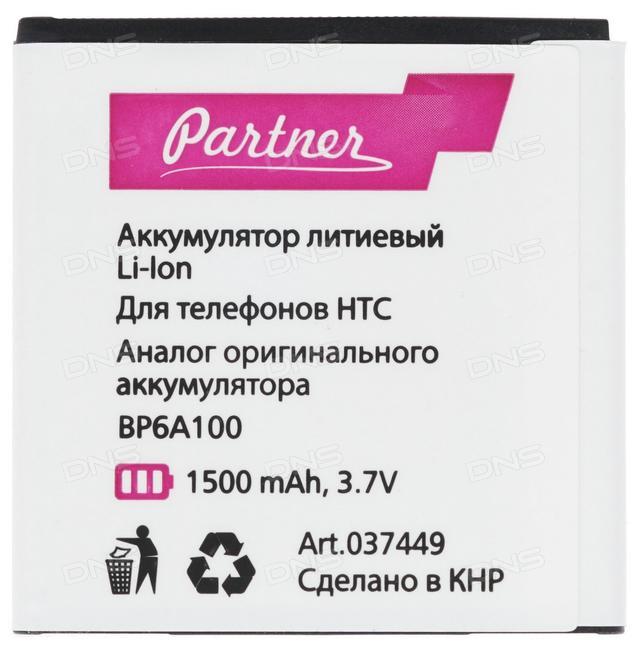 Partner
Аккумулятор литиевый
Li-Ion
Для телефонов HTC
Аналог оригинального
аккумулятора
BP6A100
1500 mAh, 3.7V
Art.037449
Сделано в КНР
DNS